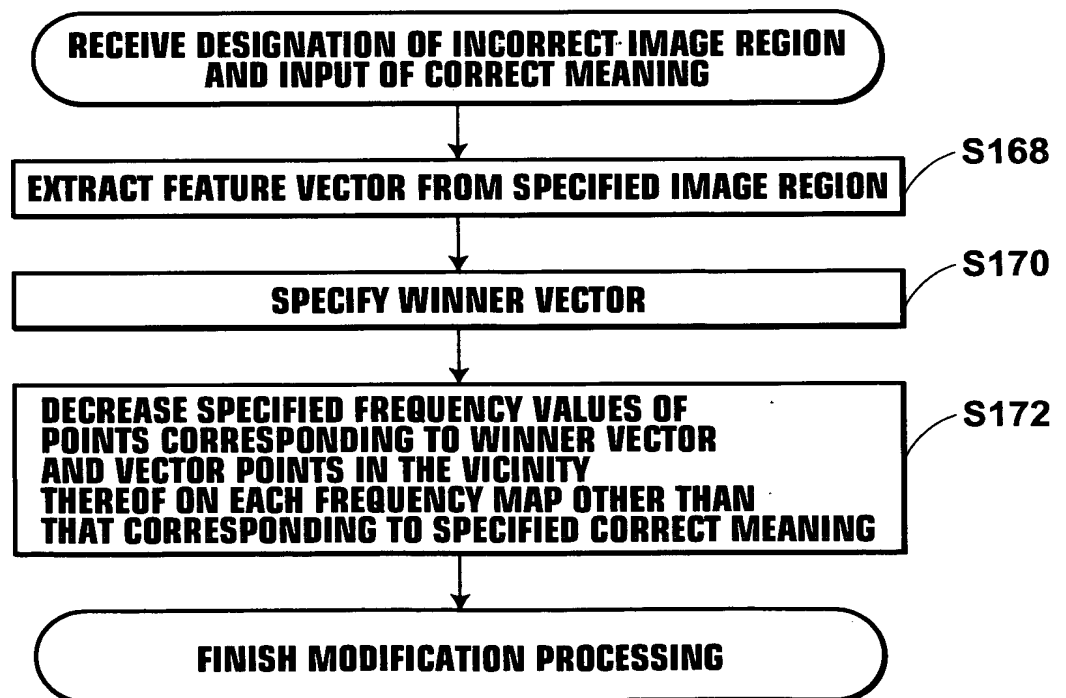 RECEIVE DESIGNATION OF INCORRECT IMAGE REGION
AND INPUT OF CORRECT MEANING
S168
EXTRACT FEATURE VECTOR FROM SPECIFIED IMAGE REGION
S170
SPECIFY WINNER VECTOR
S172
DECREASE SPECIFIED FREQUENCY VALUES OF
POINTS CORRESPONDING TO WINNER VECTOR
AND VECTOR POINTS IN THE VICINITY
THEREOF ON EACH FREQUENCY MAP OTHER THAN
THAT CORRESPONDING TO SPECIFIED CORRECT MEANING
FINISH MODIFICATION PROCESSING